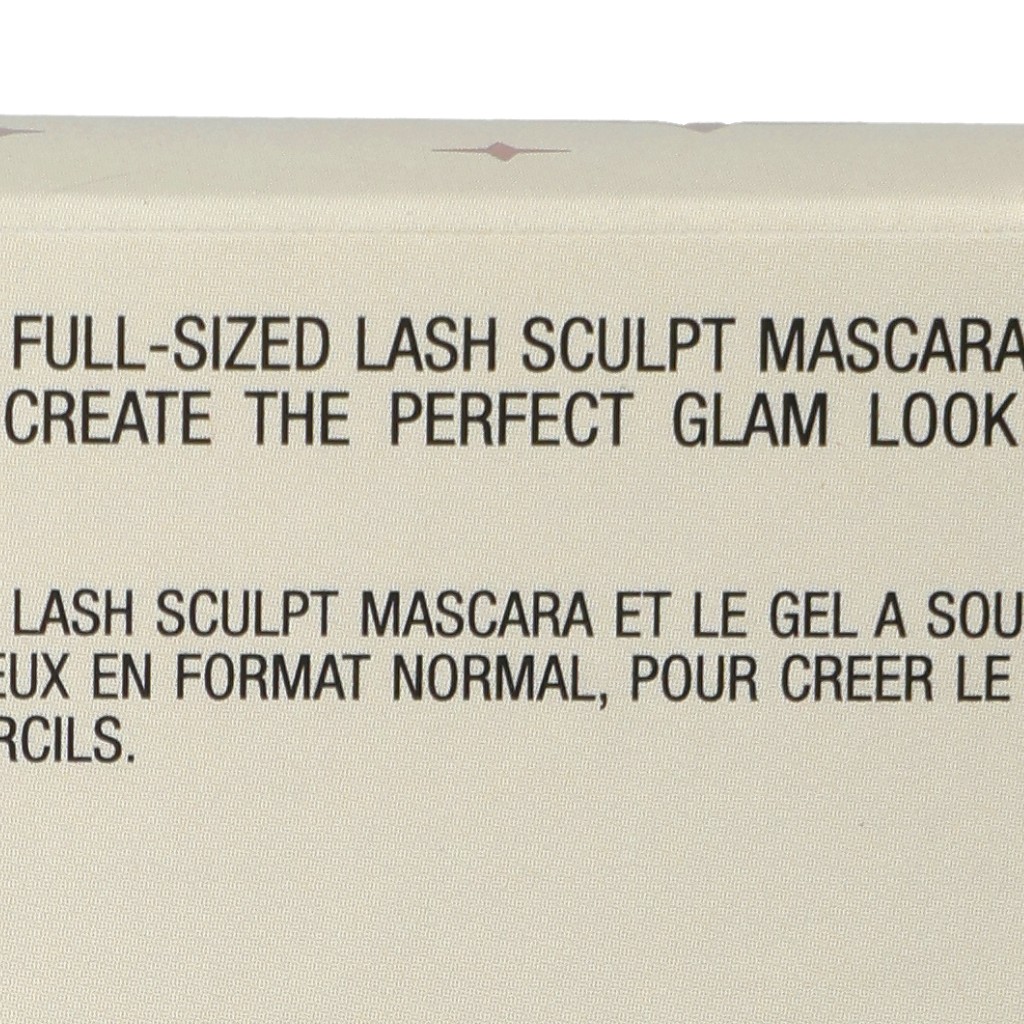 FULL-SIZED LASH SCULPT MASCARA
CREATE THE PERFECT GLAM LOOK
LASH SCULPT MASCARA ET LE GEL A SOU
EUX EN FORMAT NORMAL, POUR CREER LE
RCILS.